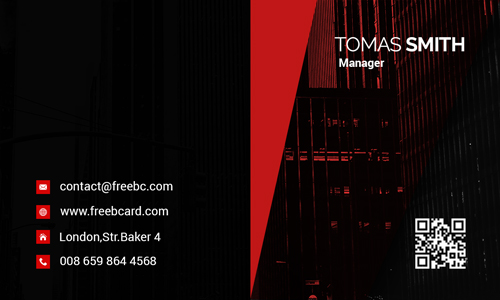 TOMAS SMITH
Manager
contact@freebc.com
www.freebcard.com
London,Str.Baker 4
008 659 864 4568